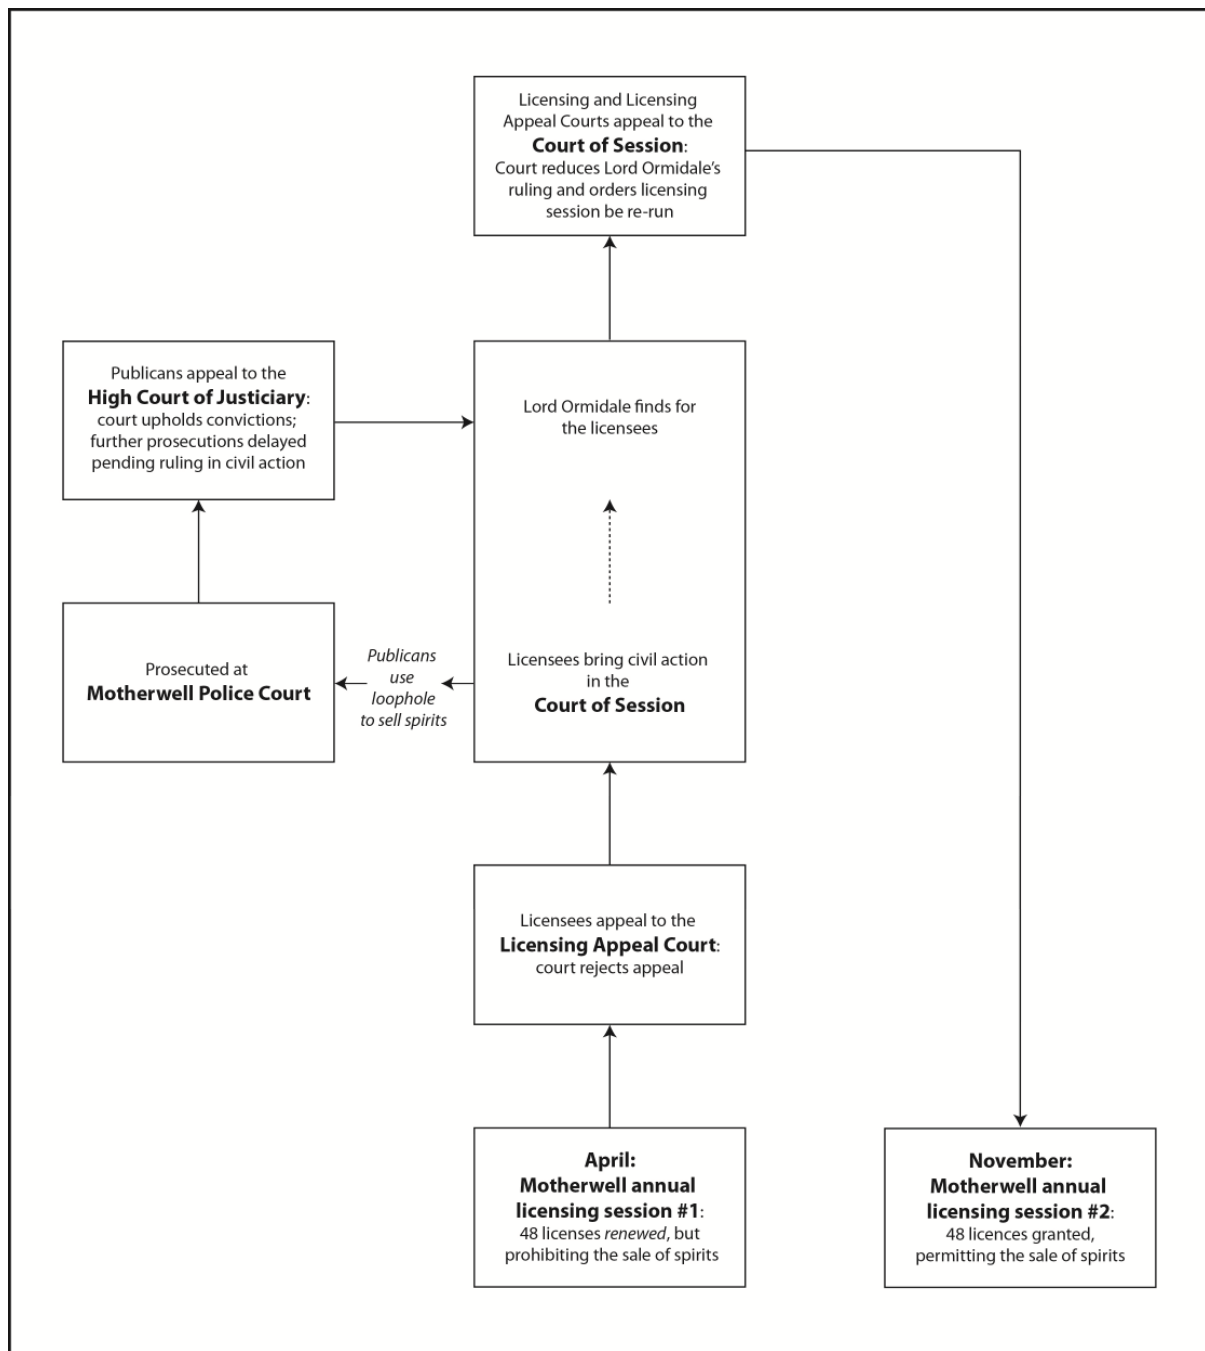 Licensing and Licensing
Appeal Courts appeal to the
Court of Session:
Court reduces Lord Ormidale’s
ruling and orders licensing
session be re-run
Publicans appeal to the
High Court of Justiciary:
court upholds convictions;
further prosecutions delayed
pending ruling in civil action
Lord Ormidale finds for
the licensees
Prosecuted at
Motherwell Police Court
Publicans
use
loophole
to sell spirits
Licensees bring civil action
in the
Court of Session
Licensees appeal to the
Licensing Appeal Court:
court rejects appeal
April:
Motherwell annual
licensing session #1:
48 licenses renewed, but
prohibiting the sale of spirits
November:
Motherwell annual
licensing session #2:
48 licences granted,
permitting the sale of spirits